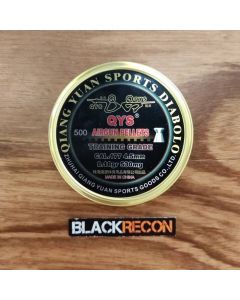 QIANG YUAN SPORTS DIABOLO
QYS®
500 AIRGUN PELLETS
TRAINING GRADE
CAL.177 4.5mm
530mg
MADE IN CHINA
ZHUHAI QIANG YUAN SPORTS GOODS CO.,LTD.
BLACKRECON